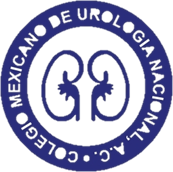 COLEGIO MEXICANO DE UROLOGIA NACIONAL, A.C. •